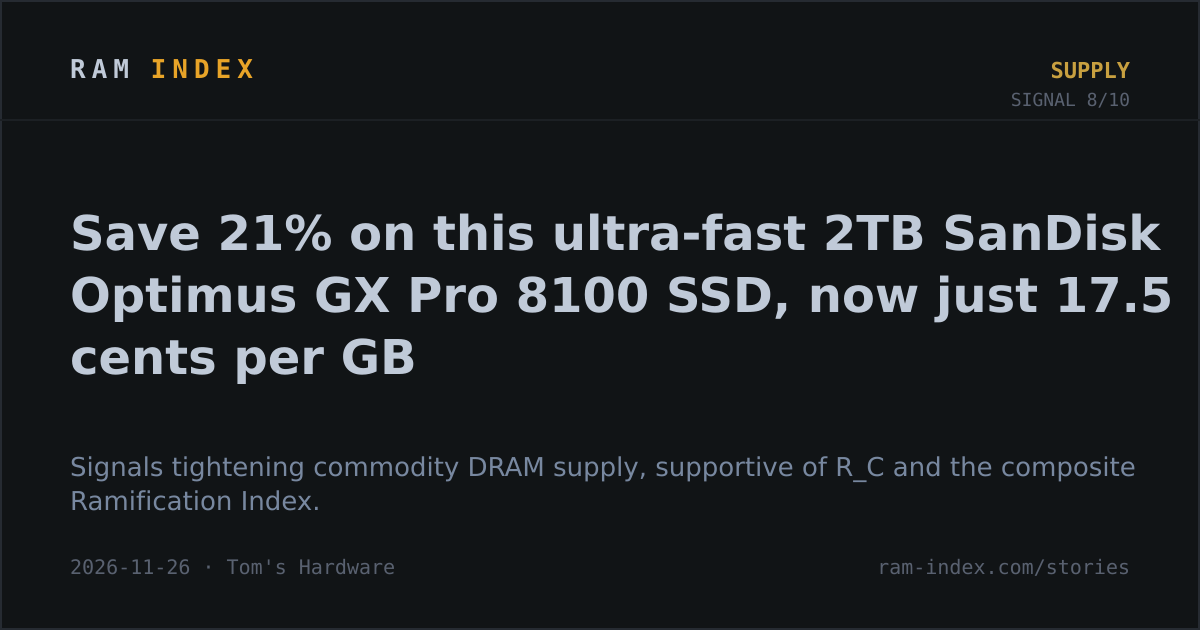 RAM INDEX
SUPPLY
SIGNAL 8/10
Save 21% on this ultra-fast 2TB SanDisk
Optimus GX Pro 8100 SSD, now just 17.5
cents per GB
Signals tightening commodity DRAM supply, supportive of R_C and the composite
Ramification Index.
2026-11-26 · Tom's Hardware
ram-index.com/stories